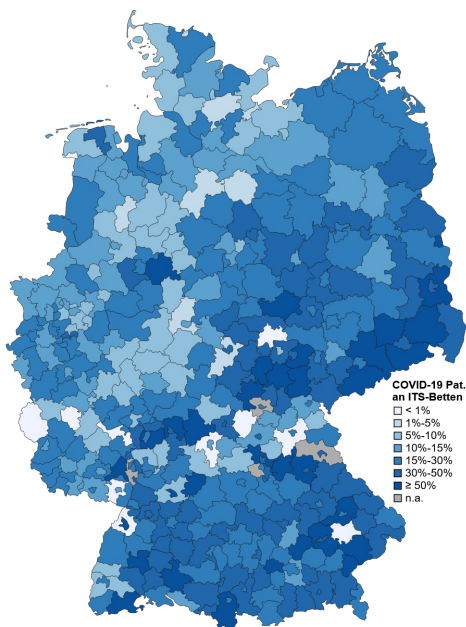 COVID-19 Pat.
an ITS-Betten
< 1%
1%-5%
5%-10%
10%-15%
15%-30%
30%-50%
≥ 50%
n.a.